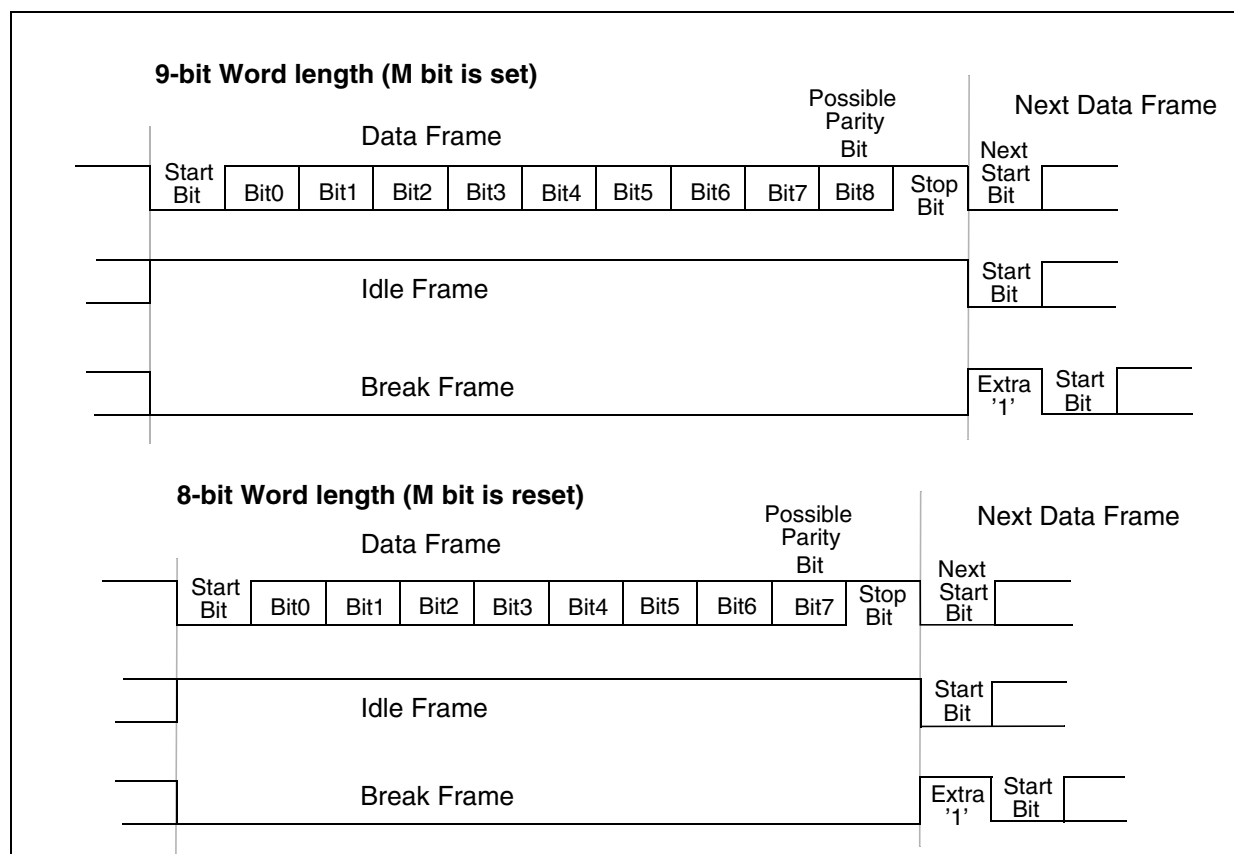 9-bit Word length (M bit is set)
Possible
Parity
Bit
Next Data Frame
Data Frame
Start
Bit
Bit0
Bit1
Bit2
Bit3
Bit4
Bit5
Bit6
Bit7
Bit8
Stop
Bit
Next
Start
Bit
Idle Frame
Start
Bit
Break Frame
Extra
'1'
Start
Bit
8-bit Word length (M bit is reset)
Possible
Parity
Bit
Next Data Frame
Data Frame
Start
Bit
Bit0
Bit1
Bit2
Bit3
Bit4
Bit5
Bit6
Bit7
Stop
Bit
Next
Start
Bit
Idle Frame
Start
Bit
Break Frame
Extra
'1'
Start
Bit